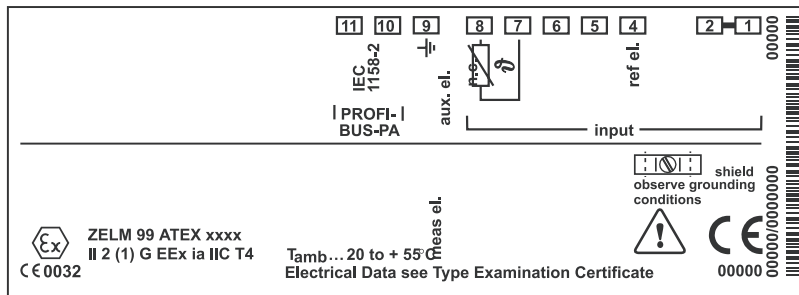 11 10 9 8 7 6 5 4 2 1
IEC
1158-2
PROFI-
BUS-PA
aux. el.
n.c.
ϑ
ref el.
input
00000
shield
observe grounding
conditions
meas el.
Ex
ZELM 99 ATEX xxxx
II 2 (1) G EEx ia IIC T4
CE 0032
Tamb... 20 to + 55°C
Electrical Data see Type Examination Certificate
CE
00000
00000/0000000